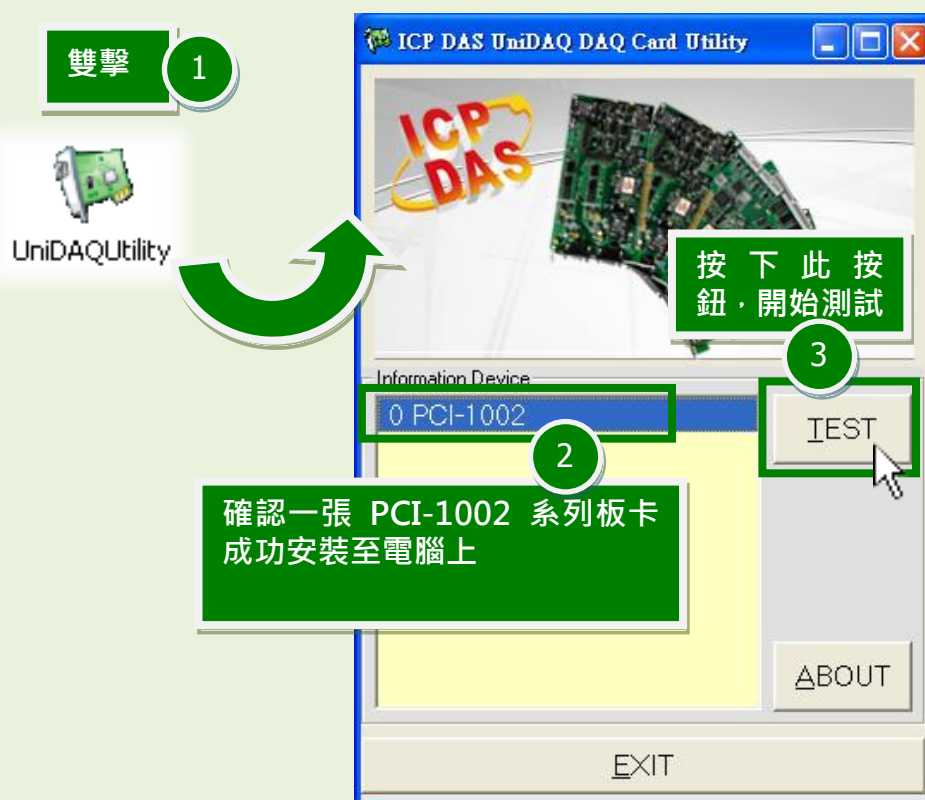 雙擊
1
UniDAQUtility
ICP DAS UniDAQ DAQ Card Utility
ICP
DAS
按下此按
鈕，開始測試
3
Information Device
0 PCI-1002
TEST
2
確認一張 PCI-1002 系列板卡
成功安裝至電腦上
ABOUT
EXIT